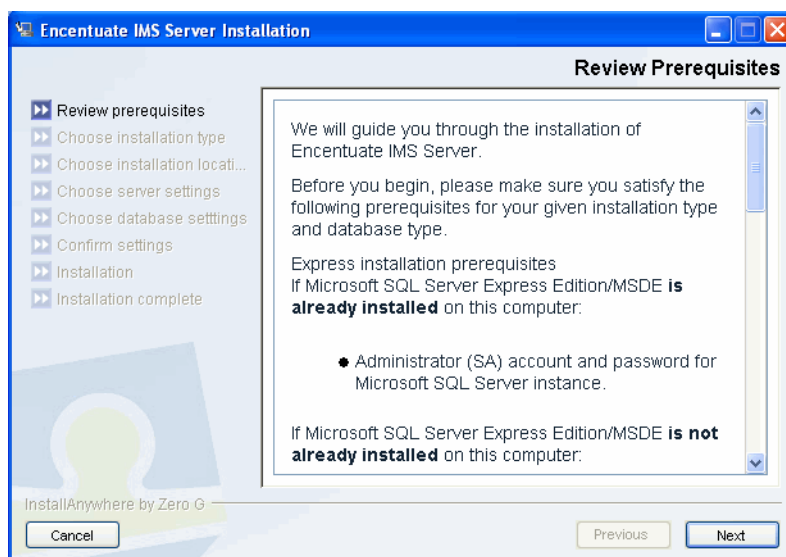 Encentuate IMS Server Installation
Review Prerequisites
Review prerequisites
Choose installation type
Choose installation locati...
Choose server settings
Choose database setttings
Confirm settings
Installation
Installation complete
We will guide you through the installation of
Encentuate IMS Server.
Before you begin, please make sure you satisfy the
following prerequisites for your given installation type
and database type.
Express installation prerequisites
If Microsoft SQL Server Express Edition/MSDE is
already installed on this computer:
● Administrator (SA) account and password for
Microsoft SQL Server instance.
If Microsoft SQL Server Express Edition/MSDE is not
already installed on this computer:
InstallAnywhere by Zero G
Cancel
Previous
Next